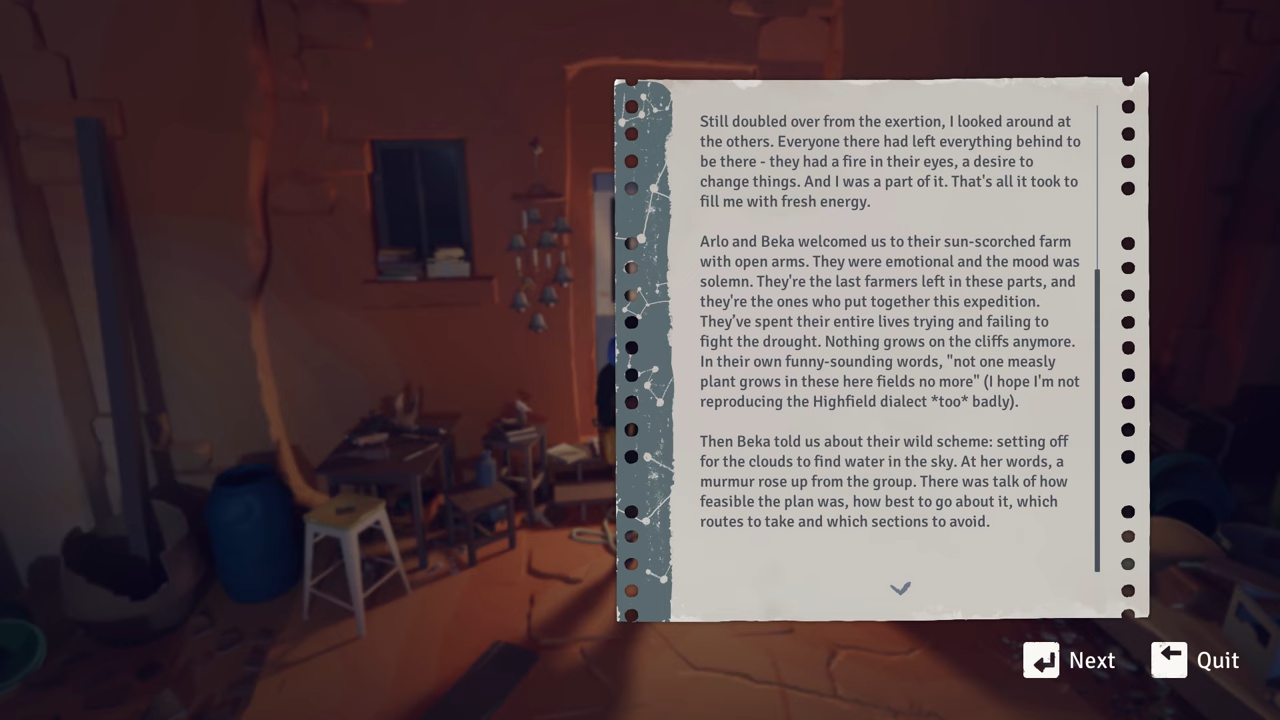 Still doubled over from the exertion, I looked around at
the others. Everyone there had left everything behind to
be there - they had a fire in their eyes, a desire to
change things. And I was a part of it. That's all it took to
fill me with fresh energy.
Arlo and Beka welcomed us to their sun-scorched farm
with open arms. They were emotional and the mood was
solemn. They're the last farmers left in these parts, and
they're the ones who put together this expedition.
They’ve spent their entire lives trying and failing to
fight the drought. Nothing grows on the cliffs anymore.
In their own funny-sounding words, "not one measly
plant grows in these here fields no more" (I hope I'm not
reproducing the Highfield dialect *too* badly).
Then Beka told us about their wild scheme: setting off
for the clouds to find water in the sky. At her words, a
murmur rose up from the group. There was talk of how
feasible the plan was, how best to go about it, which
routes to take and which sections to avoid.
Next Quit